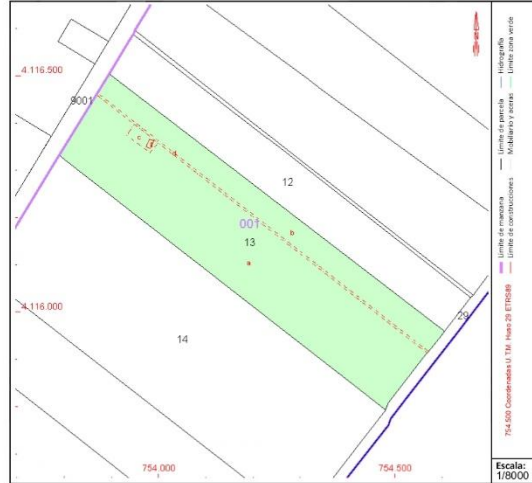 4.116.500
9001
c
A
12
001
b
13
a
4.116.000
29
14
754.000
754.500
Límite de manzana
Límite de parcela
Hidrografía
Límite de construcciones
Mobiliario y aceras
Límite zona verde
754.500 Coordenadas U.T.M. Huso 29 ETRS89
Escala:
1/8000